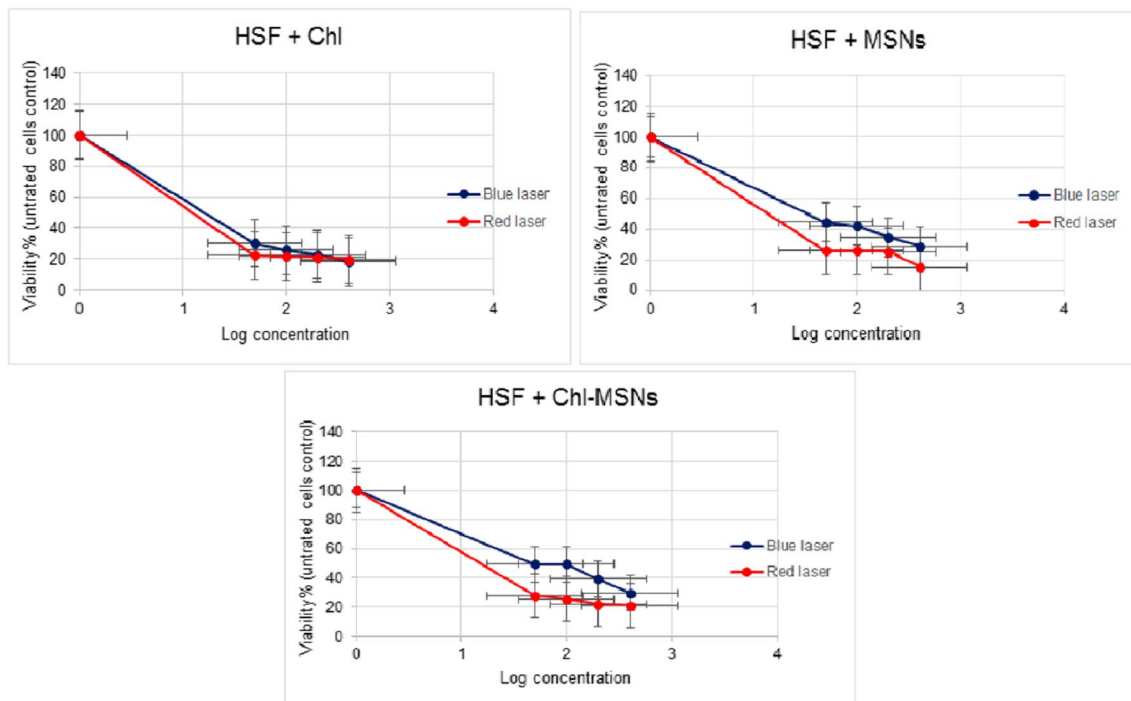 HSF + Chl
Viability% (untrated cells control)
140
120
100
80
60
40
20
0
0 1 2 3 4
Log concentration
Blue laser
Red laser
HSF + MSNs
Viability% (untrated cells control)
140
120
100
80
60
40
20
0
0 1 2 3 4
Log concentration
Blue laser
Red laser
HSF + Chl-MSNs
Viability% (untrated cells control)
140
120
100
80
60
40
20
0
0 1 2 3 4
Log concentration
Blue laser
Red laser